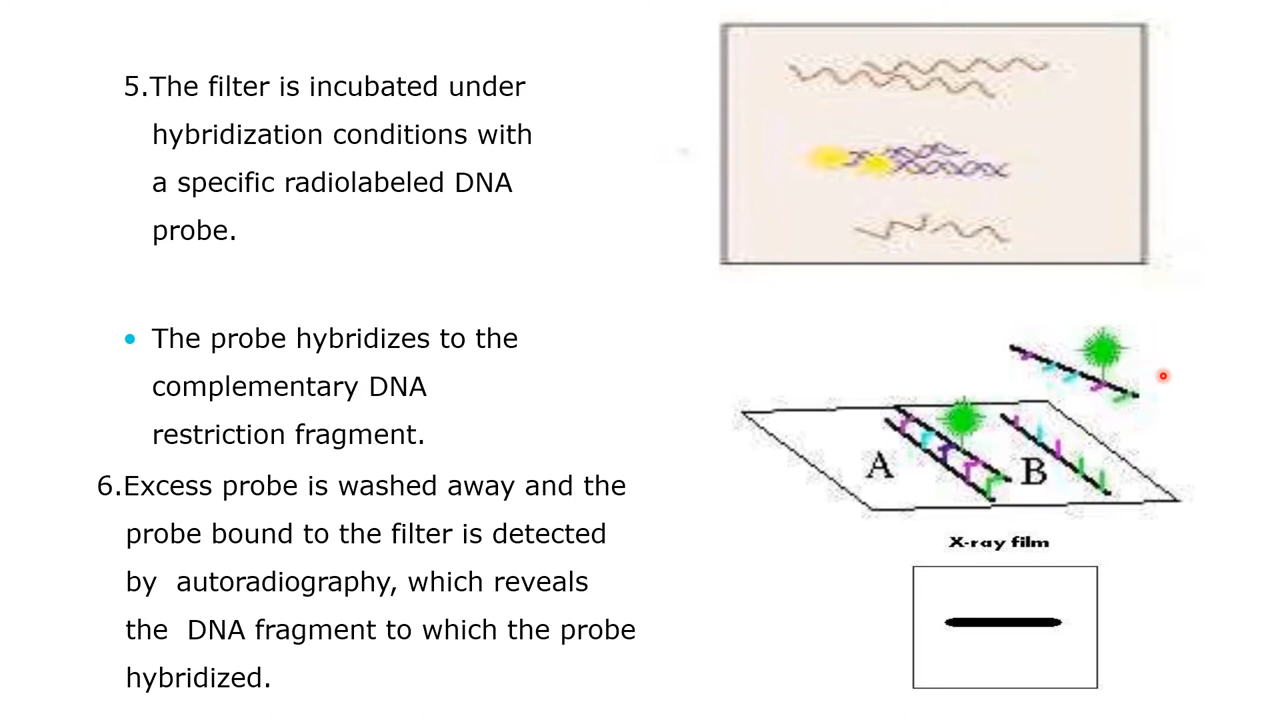 5.The filter is incubated under
hybridization conditions with
a specific radiolabeled DNA
probe.
• The probe hybridizes to the
complementary DNA
restriction fragment.
6.Excess probe is washed away and the
probe bound to the filter is detected
by  autoradiography, which reveals
the  DNA fragment to which the probe
hybridized.
A
B
X-ray film